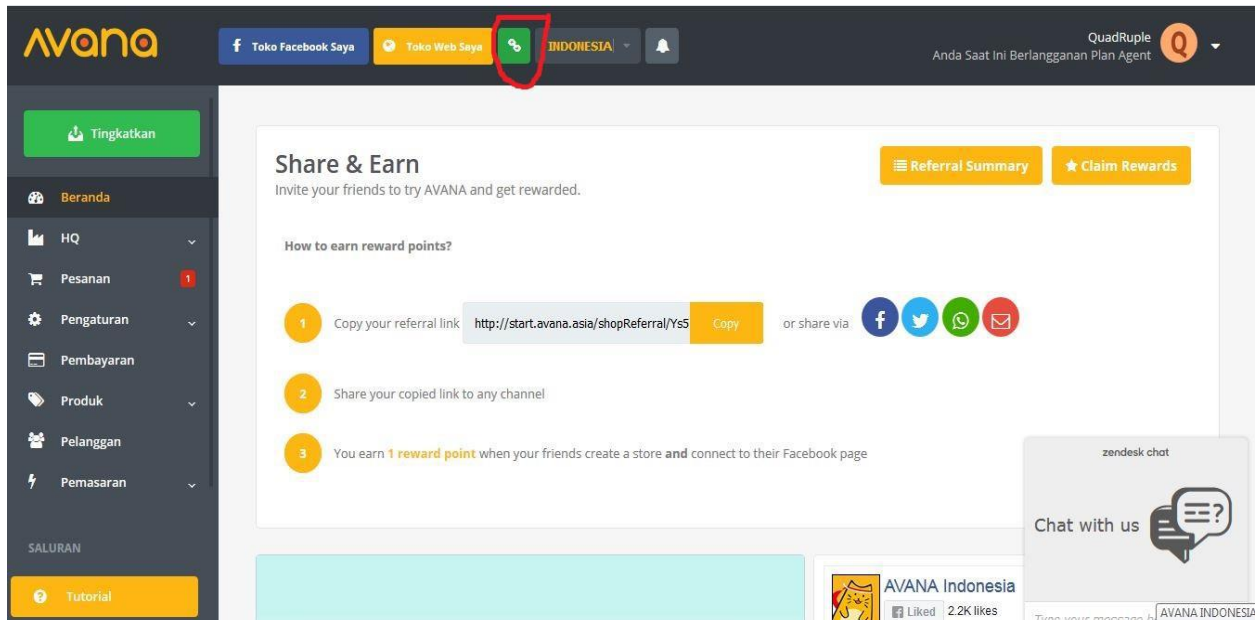 AVANA
f Toko Facebook Saya
Toko Web Saya
INDONESIA
QuadRuple
Anda Saat Ini Berlangganan Plan Agent
Q
Tingkatkan
Beranda
HQ
Pesanan 1
Pengaturan
Pembayaran
Produk
Pelanggan
Pemasaran
SALURAN
Tutorial
Share & Earn
Invite your friends to try AVANA and get rewarded.
Referral Summary
Claim Rewards
How to earn reward points?
1 Copy your referral link http://start.avana.asia/shopReferral/Ys5 Copy or share via
2 Share your copied link to any channel
3 You earn 1 reward point when your friends create a store and connect to their Facebook page
zendesk chat
Chat with us
AVANA Indonesia
Liked 2.2K likes
Type your message
AVANA INDONESIA